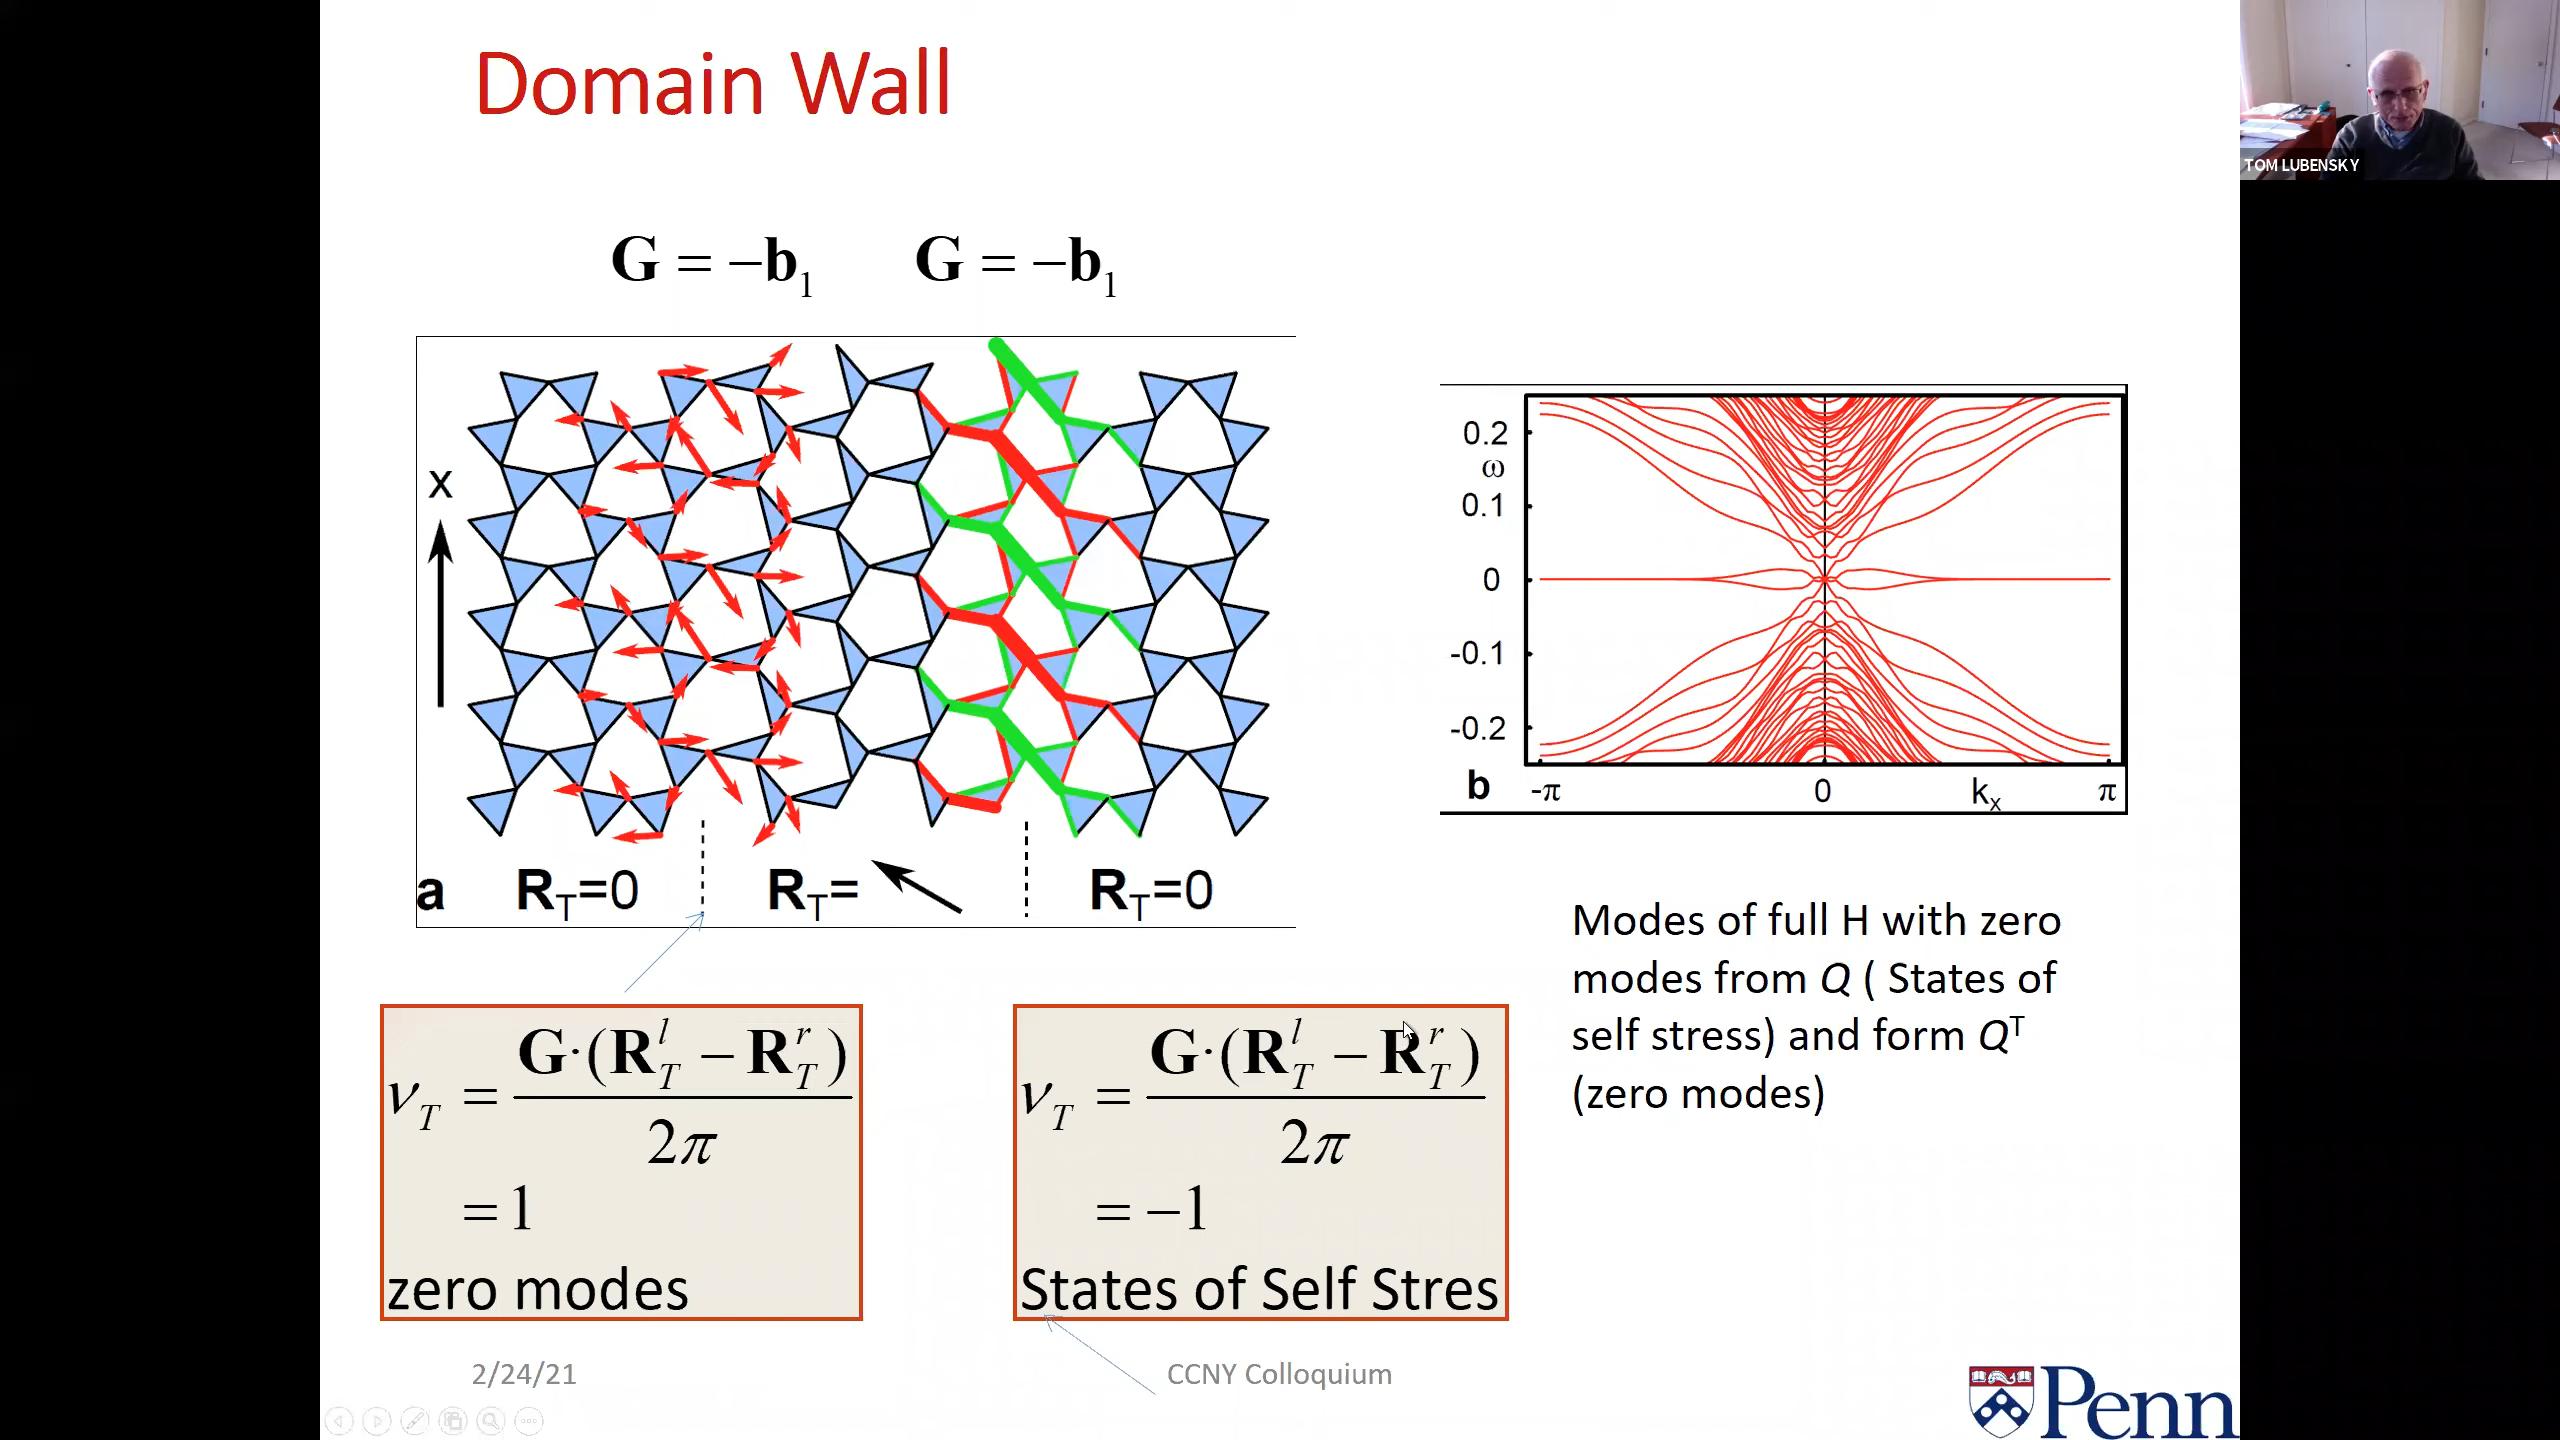 Domain Wall
TOM LUBENSKY
G = −b₁ G = −b₁
x
a R_T=0 R_T= R_T=0
0.2
ω
0.1
0
-0.1
-0.2
b -π 0 kₓ π
Modes of full H with zero
modes from Q ( States of
self stress) and form Qᵀ
(zero modes)
ν_T = G·(R_T^l − R_T^r) / 2π
= 1
zero modes
ν_T = G·(R_T^l − R_T^r) / 2π
= −1
States of Self Stres
2/24/21
CCNY Colloquium
Penn